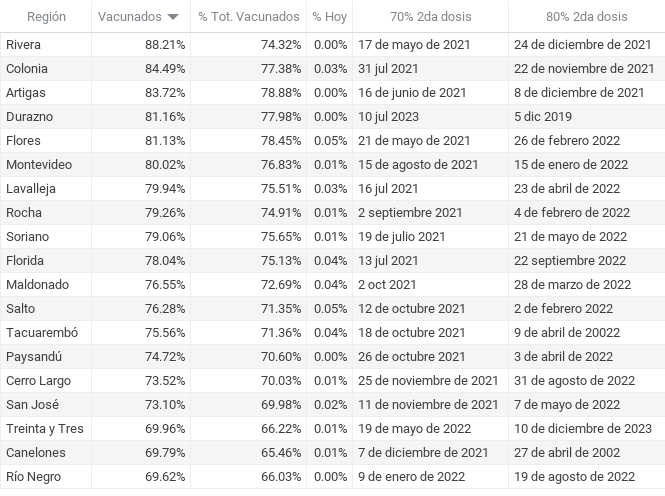 Región Vacunados % Tot. Vacunados % Hoy 70% 2da dosis 80% 2da dosis
Rivera 88.21% 74.32% 0.00% 17 de mayo de 2021 24 de diciembre de 2021
Colonia 84.49% 77.38% 0.03% 31 jul 2021 22 de noviembre de 2021
Artigas 83.72% 78.88% 0.00% 16 de junio de 2021 8 de diciembre de 2021
Durazno 81.16% 77.98% 0.00% 10 jul 2023 5 dic 2019
Flores 81.13% 78.45% 0.05% 21 de mayo de 2021 26 de febrero 2022
Montevideo 80.02% 76.83% 0.01% 15 de agosto de 2021 15 de enero de 2022
Lavalleja 79.94% 75.51% 0.03% 16 jul 2021 23 de abril de 2022
Rocha 79.26% 74.91% 0.01% 2 septiembre 2021 4 de febrero de 2022
Soriano 79.06% 75.65% 0.01% 19 de julio 2021 21 de mayo de 2022
Florida 78.04% 75.13% 0.04% 13 jul 2021 22 septiembre 2022
Maldonado 76.55% 72.69% 0.04% 2 oct 2021 28 de marzo de 2022
Salto 76.28% 71.35% 0.05% 12 de octubre 2021 2 de febrero 2022
Tacuarembó 75.56% 71.36% 0.04% 18 de octubre 2021 9 de abril de 20022
Paysandú 74.72% 70.60% 0.00% 26 de octubre 2021 3 de abril de 2022
Cerro Largo 73.52% 70.03% 0.01% 25 de noviembre de 2021 31 de agosto de 2022
San José 73.10% 69.98% 0.02% 11 de noviembre de 2021 7 de mayo de 2022
Treinta y Tres 69.96% 66.22% 0.01% 19 de mayo de 2022 10 de diciembre de 2023
Canelones 69.79% 65.46% 0.01% 7 de diciembre de 2021 27 de abril de 2002
Río Negro 69.62% 66.03% 0.00% 9 de enero de 2022 19 de agosto de 2022